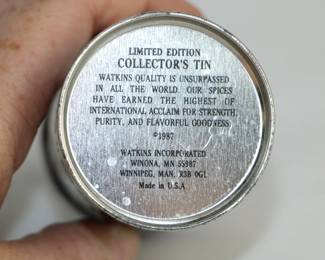 LIMITED EDITION
COLLECTOR'S TIN
WATKINS QUALITY IS UNSURPASSED
IN ALL THE WORLD. OUR SPICES
HAVE EARNED THE HIGHEST OF
INTERNATIONAL ACCLAIM FOR STRENGTH,
PURITY, AND FLAVORFUL GOODNESS.
©1987
WATKINS INCORPORATED
WINONA, MN 55987
WINNIPEG, MAN. R3B 0G1
Made in U.S.A.